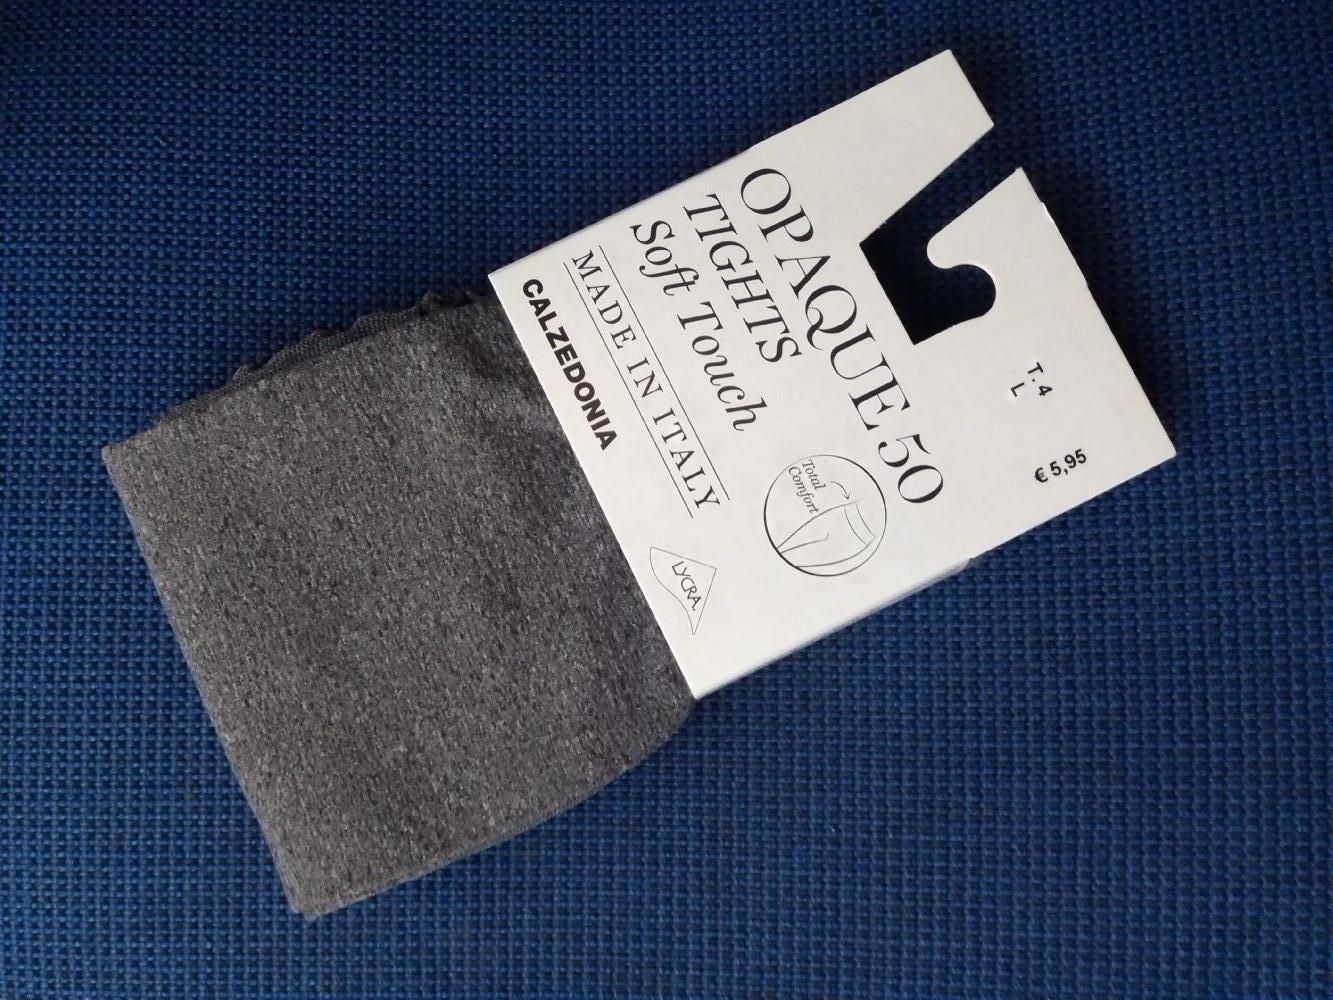 OPAQUE 50
TIGHTS
Soft Touch
MADE IN ITALY
CALZEDONIA
Total
Comfort
LYCRA.
T.4
L
€ 5,95